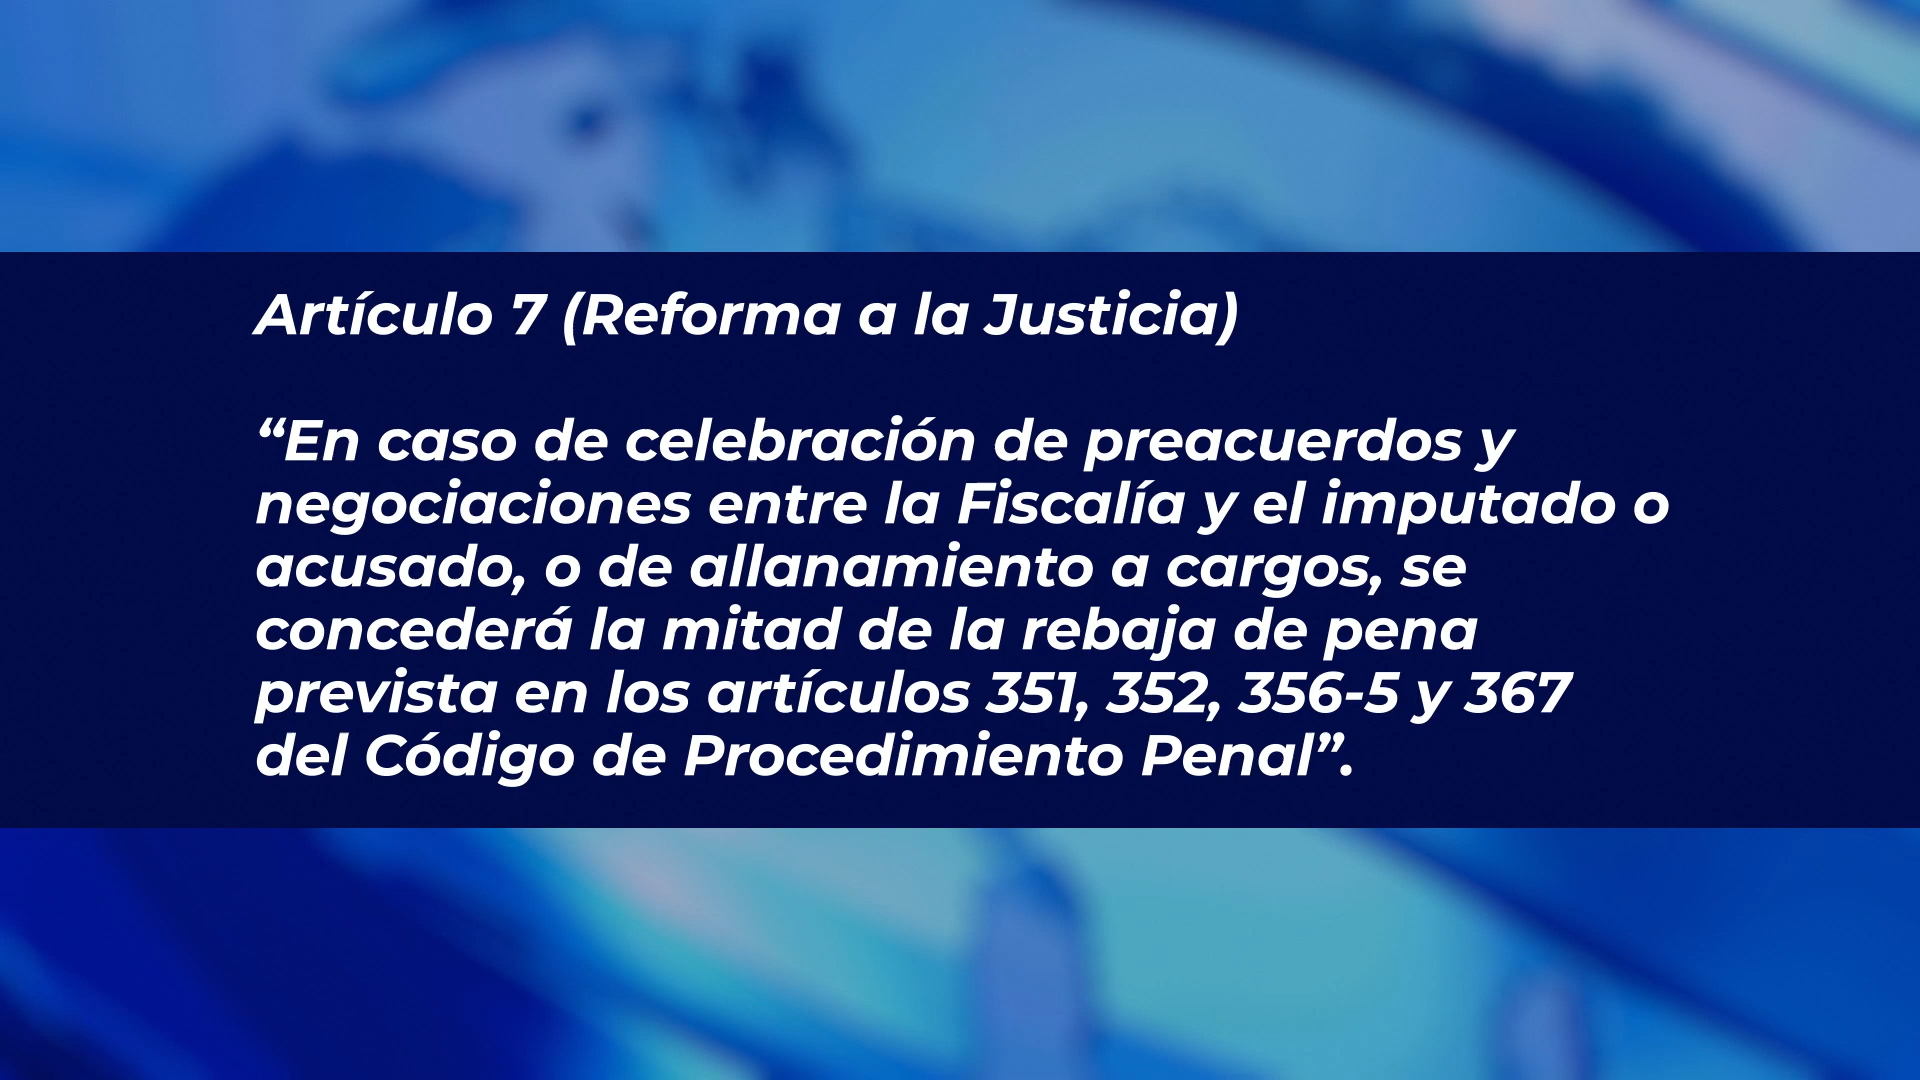 Artículo 7 (Reforma a la Justicia)
“En caso de celebración de preacuerdos y
negociaciones entre la Fiscalía y el imputado o
acusado, o de allanamiento a cargos, se
concederá la mitad de la rebaja de pena
prevista en los artículos 351, 352, 356-5 y 367
del Código de Procedimiento Penal”.